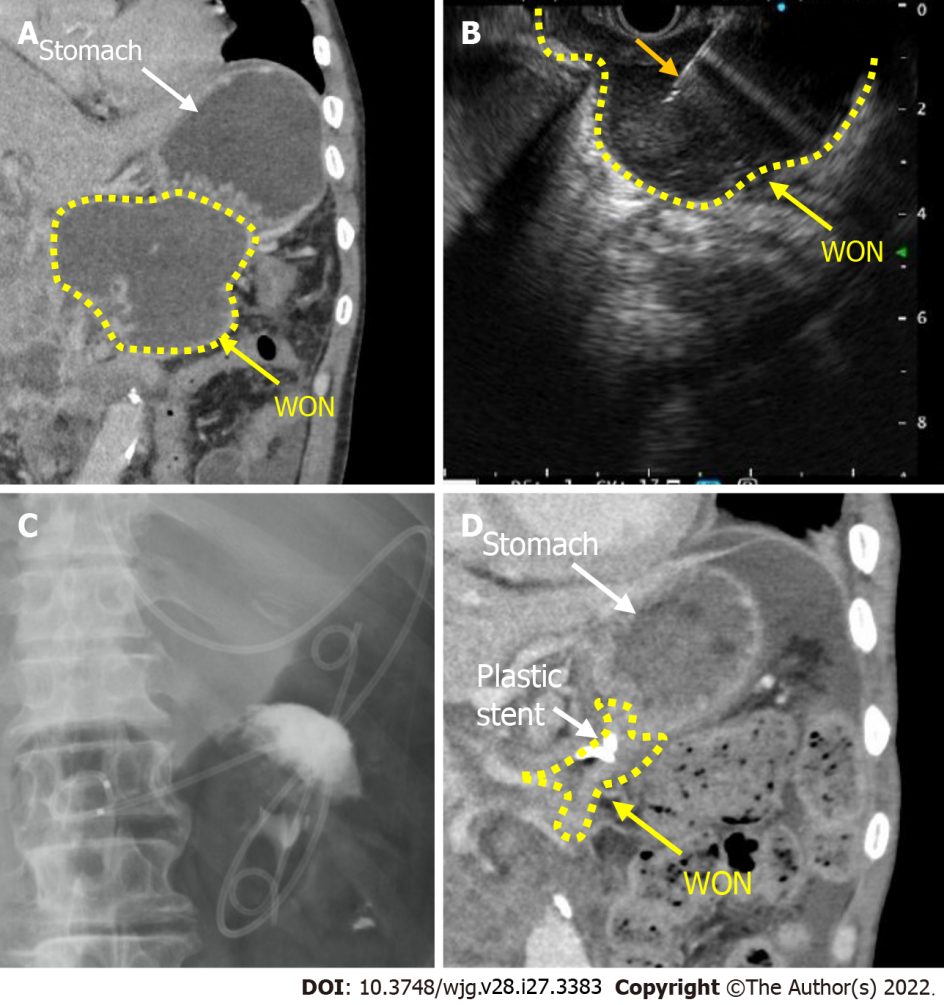 A
Stomach
WON
B
0
2
4
6
8
WON
C
D
Stomach
Plastic
stent
WON
DOI: 10.3748/wjg.v28.i27.3383 Copyright ©The Author(s) 2022.